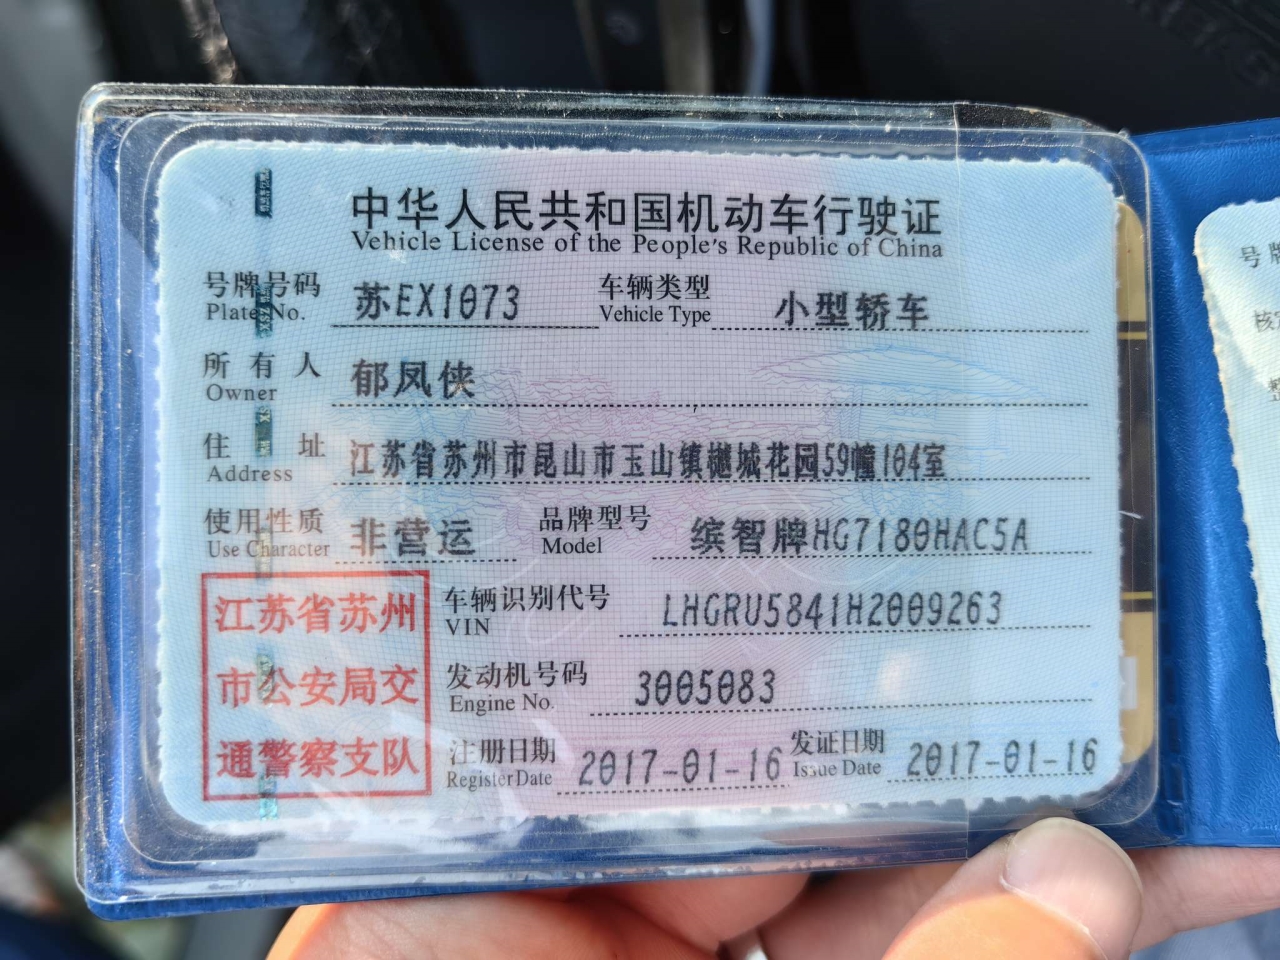 中华人民共和国机动车行驶证
Vehicle License of the People's Republic of China
号牌号码 苏EX1073 车辆类型 小型轿车
Plate No. Vehicle Type
所有人 郁凤侠
Owner
住址 江苏省苏州市昆山市玉山镇樾城花园59幢104室
Address
使用性质 非营运 品牌型号 缤智牌HG7180HAC5A
Use Character Model
江苏省苏州
市公安局交
通警察支队
车辆识别代号 LHGRU5841H2009263
VIN
发动机号码 3005083
Engine No.
注册日期 2017-01-16 发证日期 2017-01-16
Register Date Issue Date
号牌
核